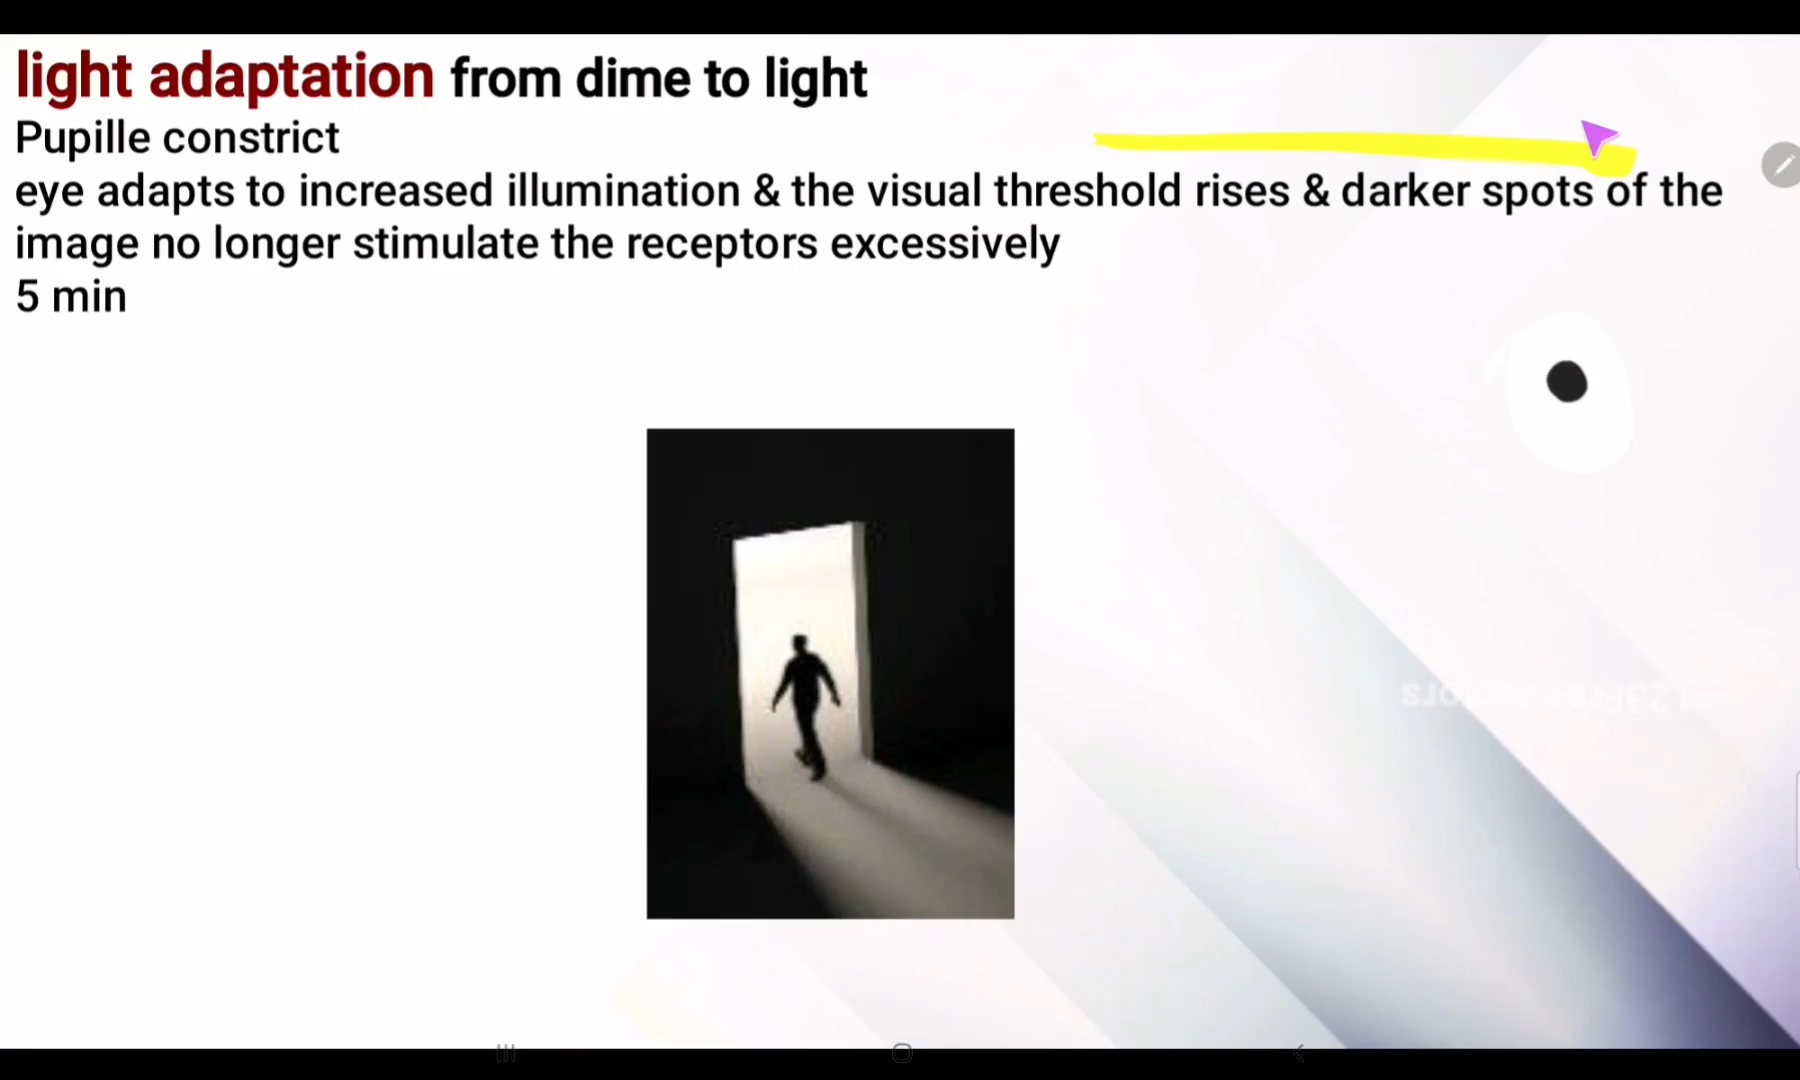 light adaptation from dime to light
Pupille constrict
eye adapts to increased illumination & the visual threshold rises & darker spots of the
image no longer stimulate the receptors excessively
5 min